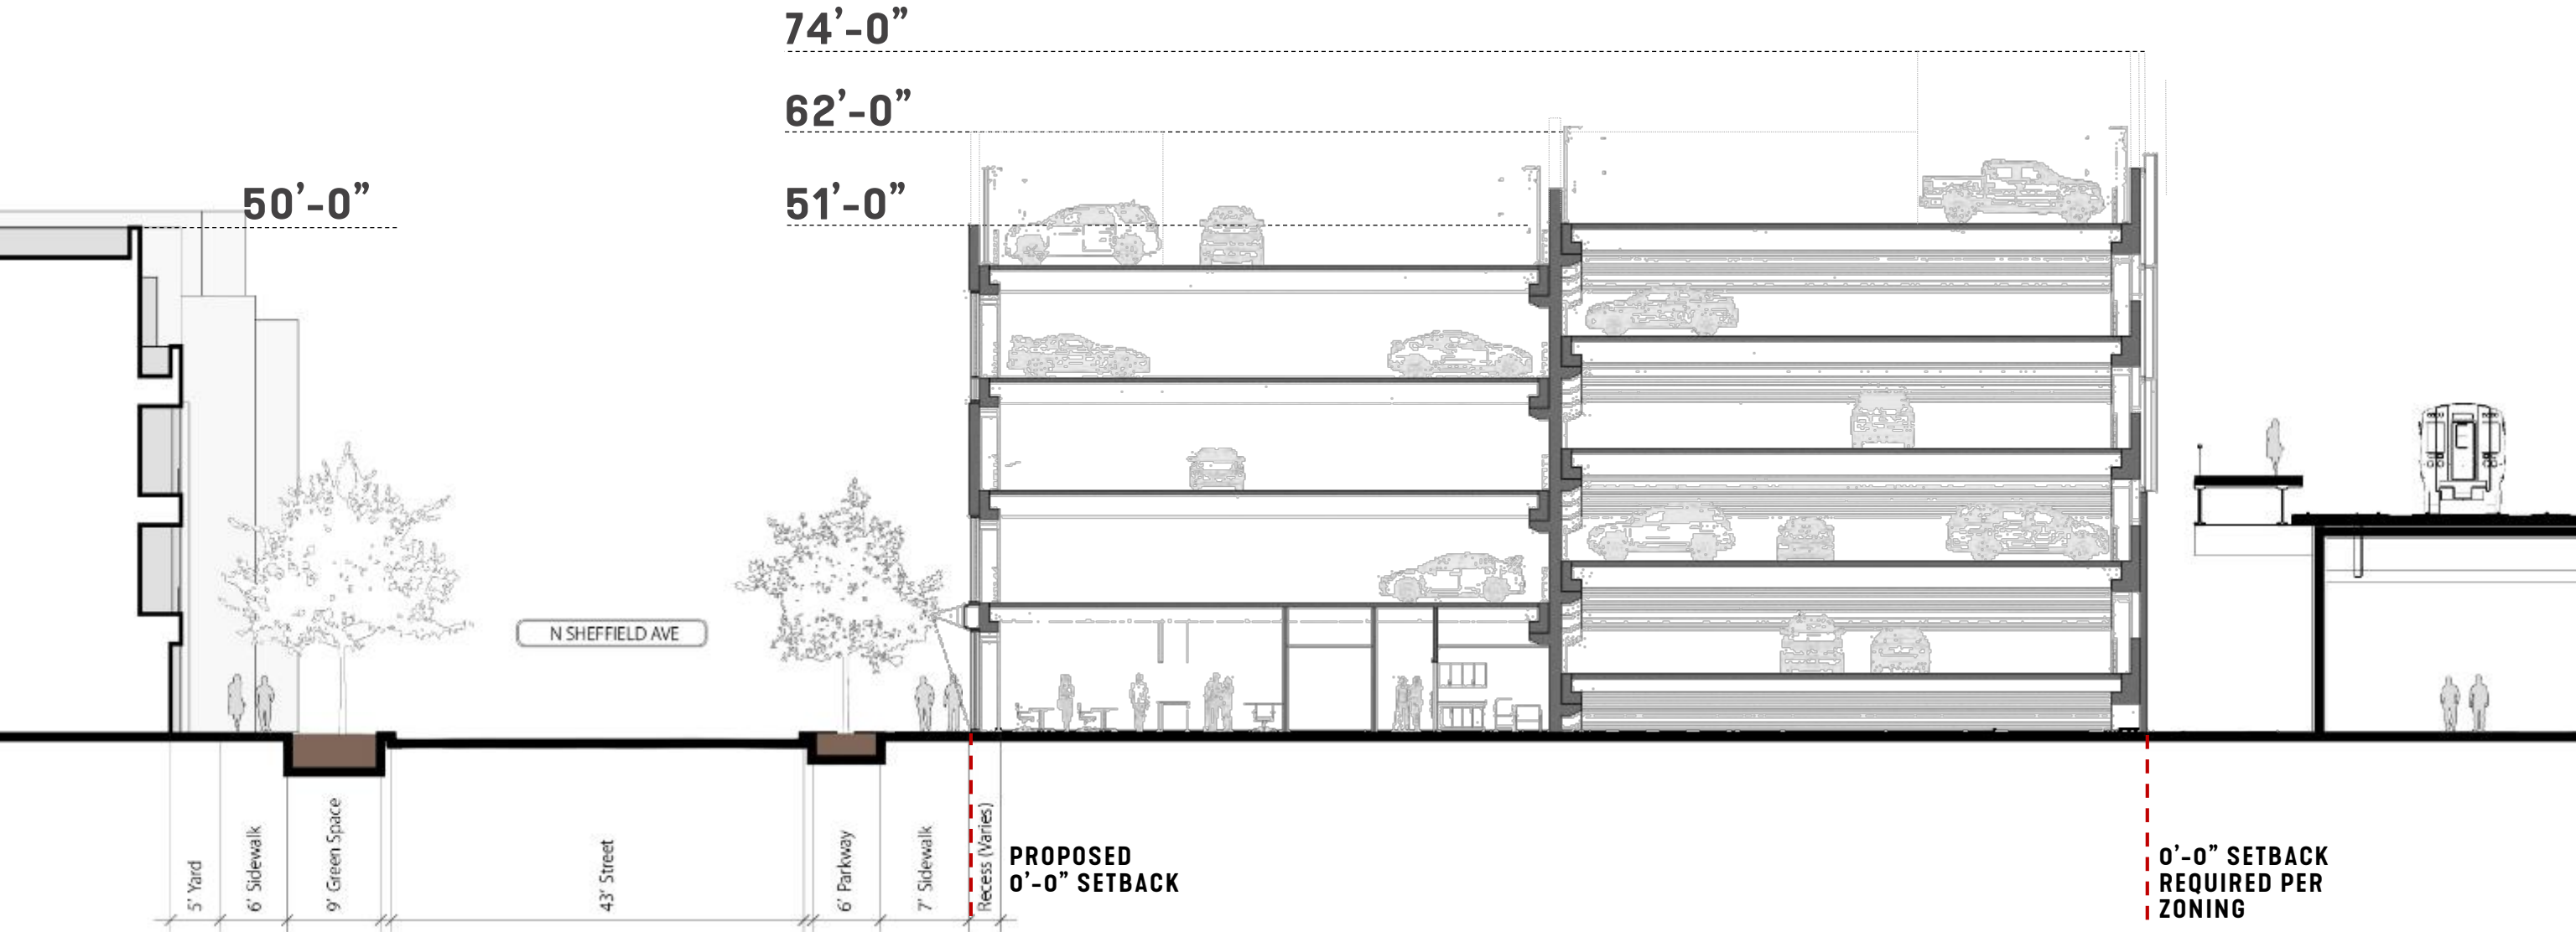 74’-0”
62’-0”
50’-0”
51’-0”
N SHEFFIELD AVE
5' Yard
6' Sidewalk
9' Green Space
43' Street
6' Parkway
7' Sidewalk
Recess (Varies)
PROPOSED
0’-0” SETBACK
0’-0” SETBACK
REQUIRED PER
ZONING